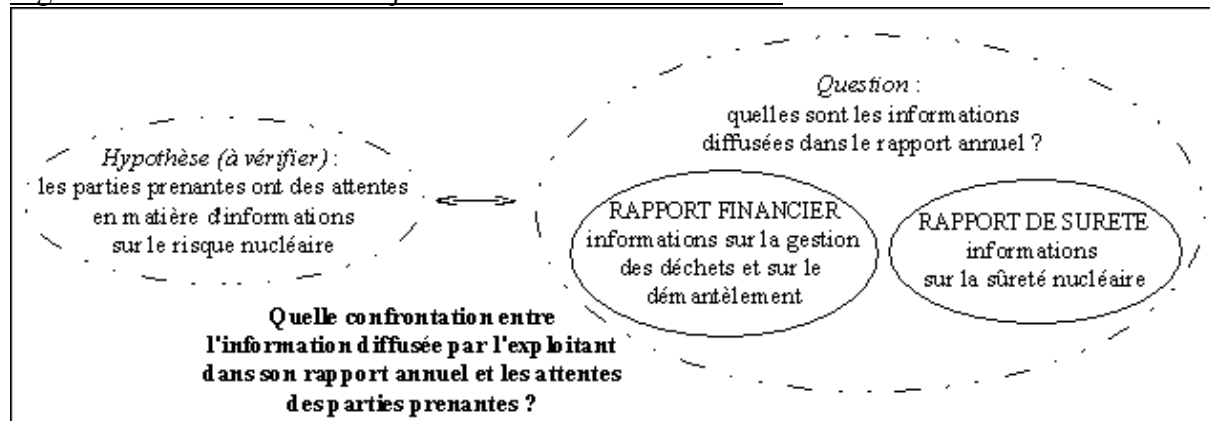 Hypothèse (à vérifier) :
les parties prenantes ont des attentes
en matière d'informations
sur le risque nucléaire
Question :
quelles sont les informations
diffusées dans le rapport annuel ?
RAPPORT FINANCIER
informations sur la gestion
des déchets et sur le
démantèlement
RAPPORT DE SURETE
informations
sur la sûreté nucléaire
Quelle confrontation entre
l'information diffusée par l'exploitant
dans son rapport annuel et les attentes
des parties prenantes ?